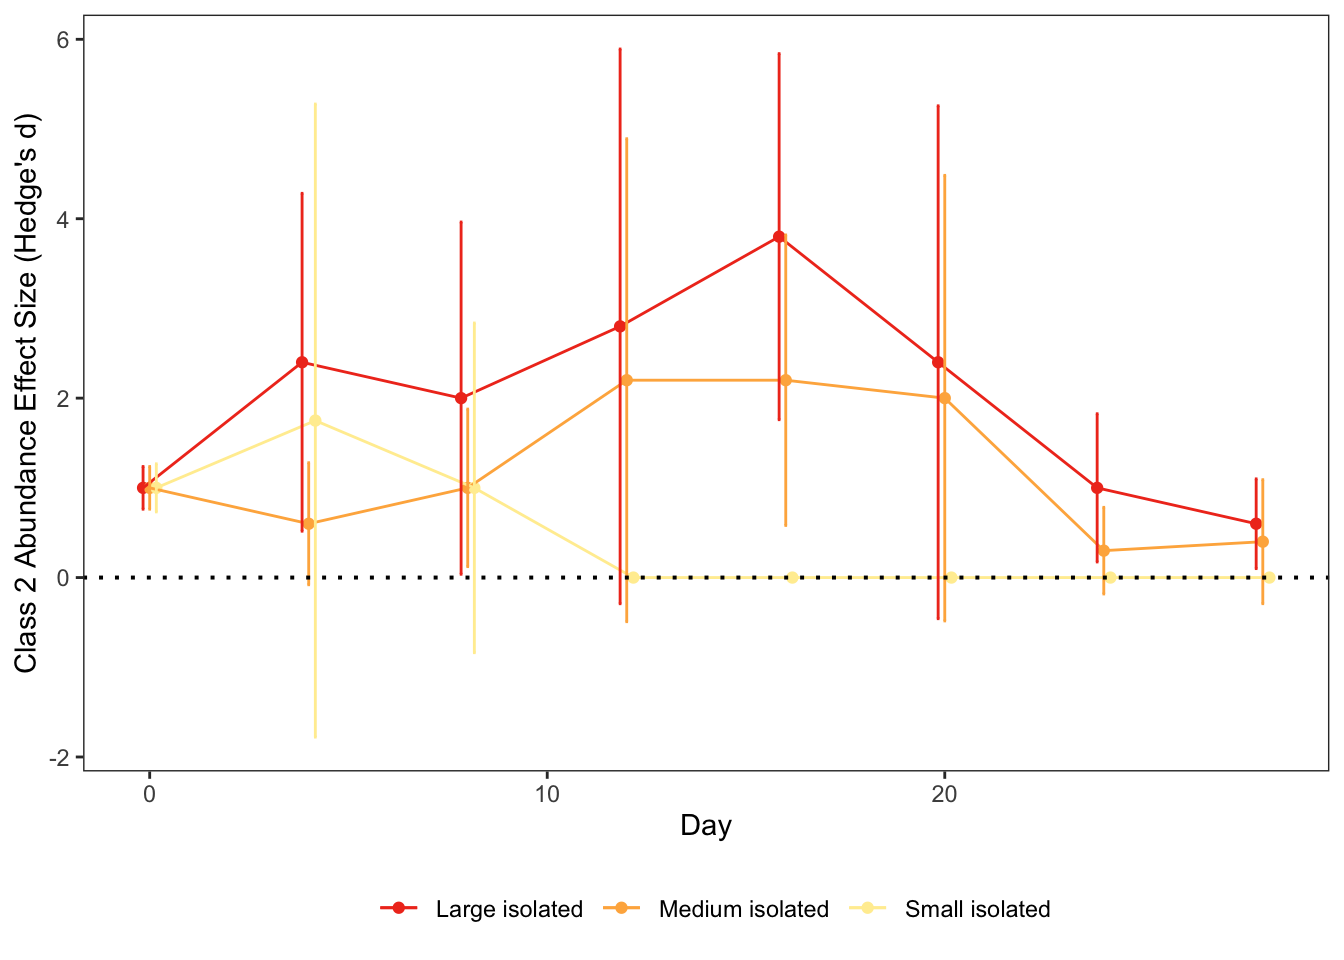 Class 2 Abundance Effect Size (Hedge's d)
6
4
2
0
-2
0 10 20
Day
Large isolated Medium isolated Small isolated